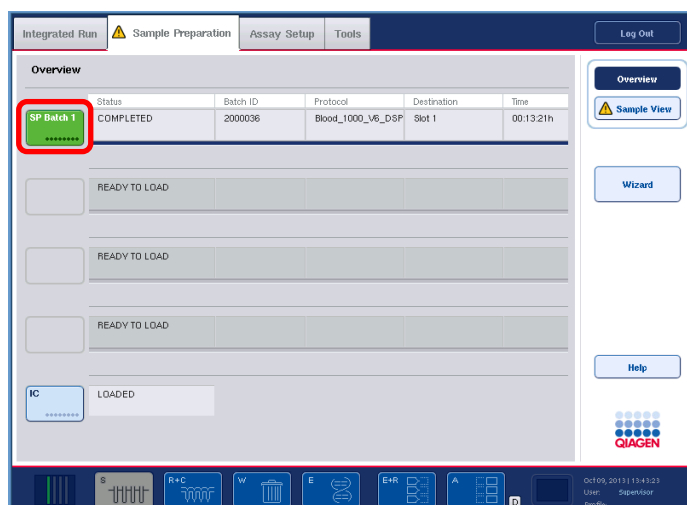 Integrated Run Sample Preparation Assay Setup Tools Log Out
Overview
Overview
Sample View
Status Batch ID Protocol Destination Time
SP Batch 1 COMPLETED 2000036 Blood_1000_V6_DSP Slot 1 00:13:21h
READY TO LOAD
Wizard
READY TO LOAD
READY TO LOAD
Help
IC LOADED
QIAGEN
S R+C W E E+R A
D
Oct 09, 2013 | 13:43:23
User: Supervisor
Profile: